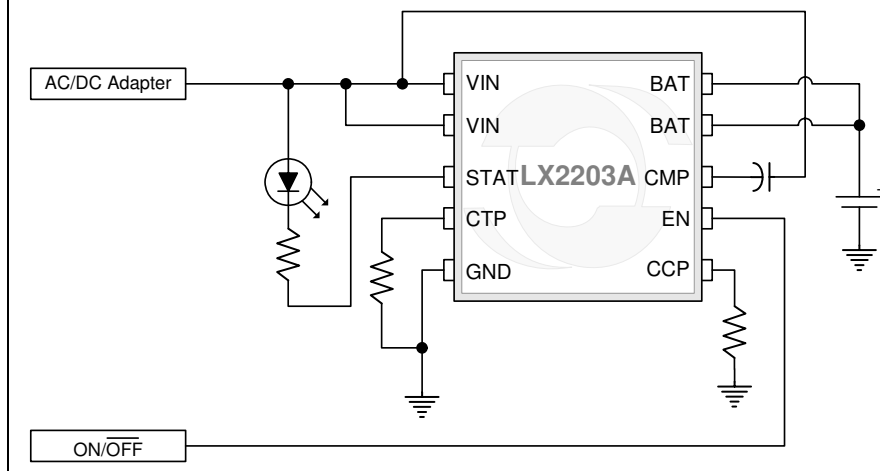 AC/DC Adapter
VIN
BAT
VIN
BAT
STAT
LX2203A
CMP
CTP
EN
GND
CCP
ON/OFF